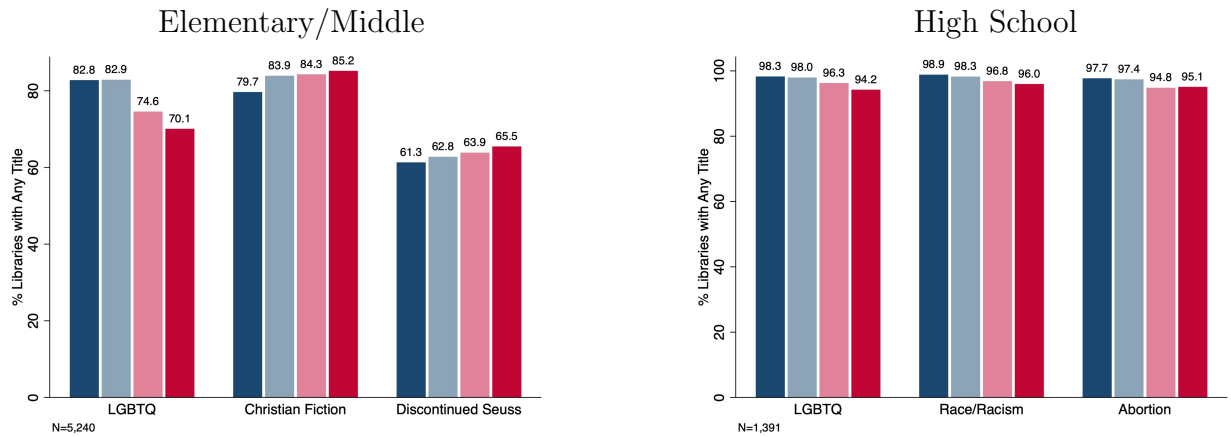 Elementary/Middle
% Libraries with Any Title
80
60
40
20
0
82.8 82.9 74.6 70.1
79.7 83.9 84.3 85.2
61.3 62.8 63.9 65.5
LGBTQ Christian Fiction Discontinued Seuss
N=5,240
High School
% Libraries with Any Title
100
80
60
40
20
0
98.3 98.0 96.3 94.2
98.9 98.3 96.8 96.0
97.7 97.4 94.8 95.1
LGBTQ Race/Racism Abortion
N=1,391